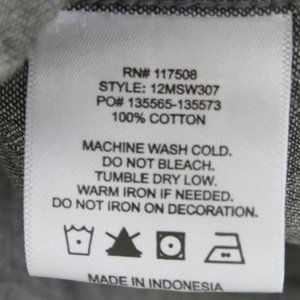 RN# 117508
STYLE: 12MSW307
PO# 135565-135573
100% COTTON
MACHINE WASH COLD.
DO NOT BLEACH.
TUMBLE DRY LOW.
WARM IRON IF NEEDED.
DO NOT IRON ON DECORATION.
MADE IN INDONESIA